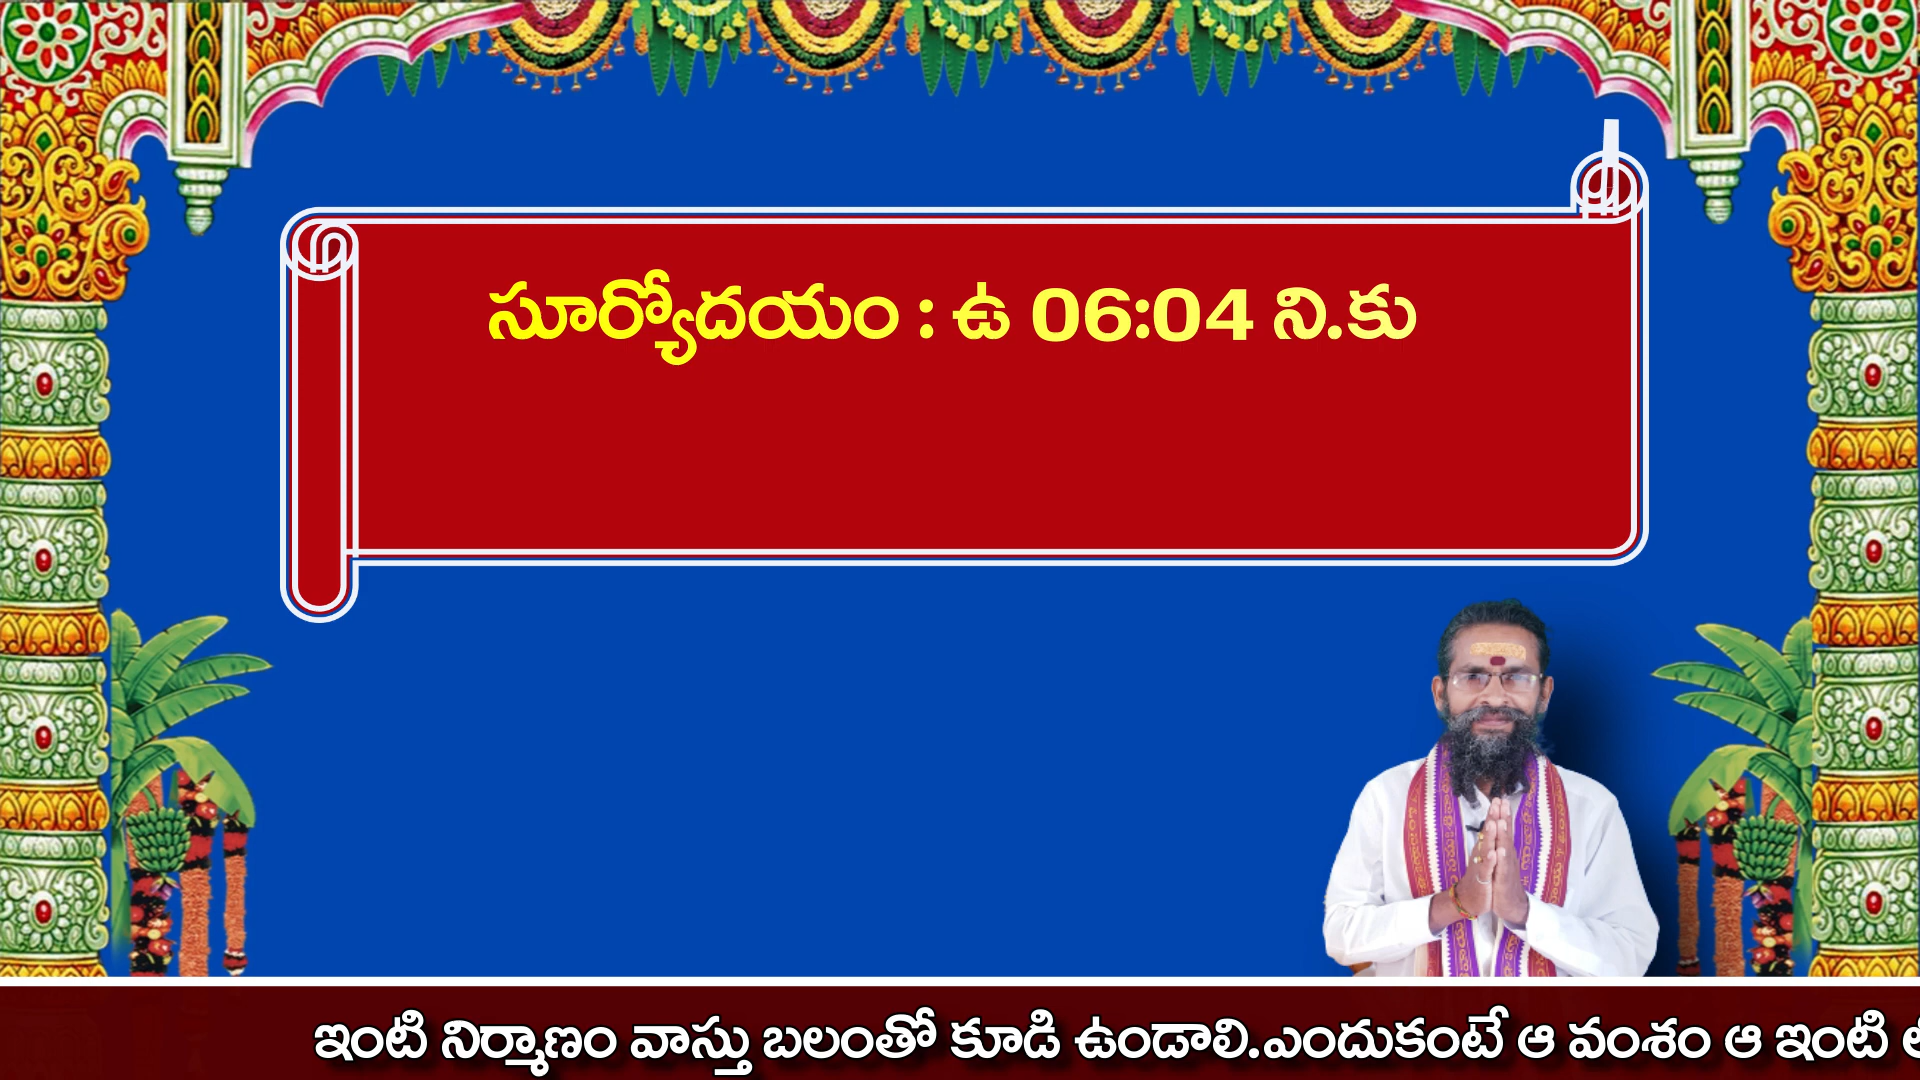 సూర్యోదయం : ఉ 06:04 ని.కు
ఇంటి నిర్మాణం వాస్తు బలంతో కూడి ఉండాలి.ఎందుకంటే ఆ వంశం ఆ ఇంటి